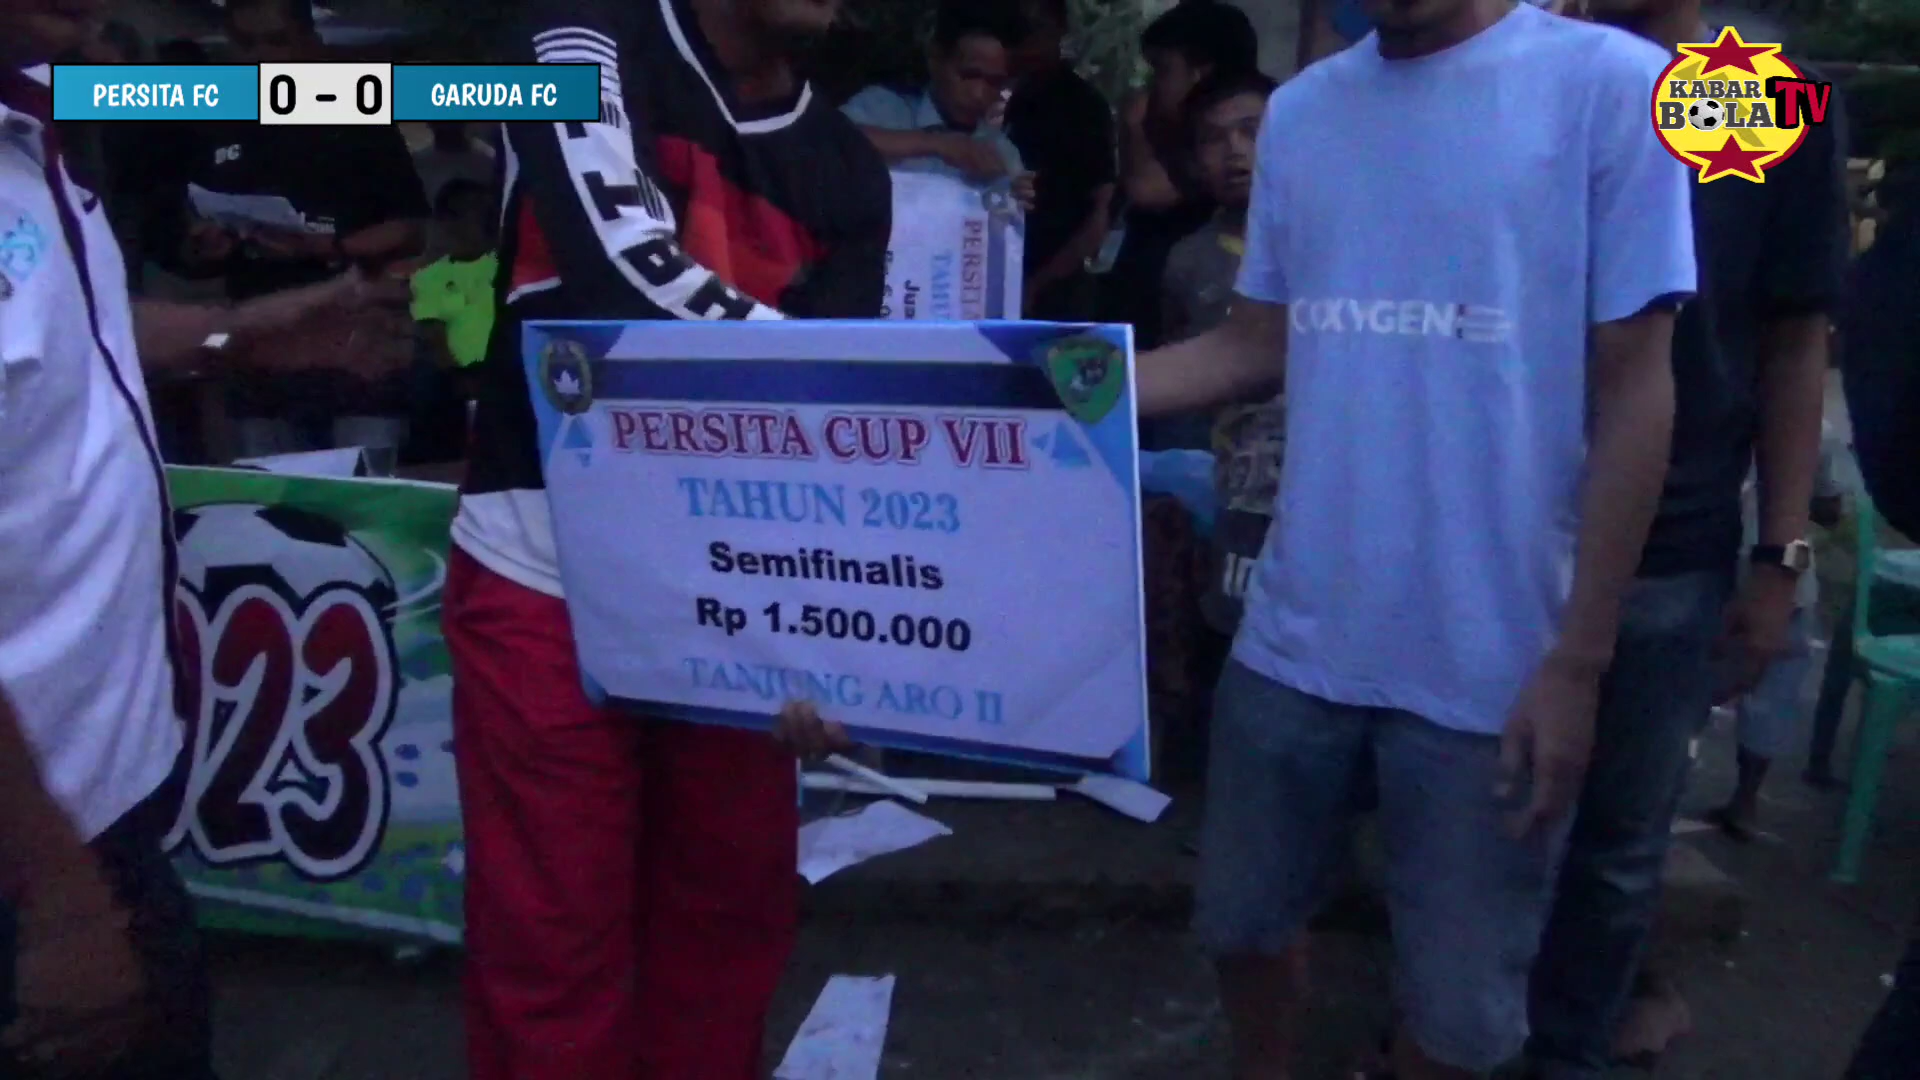 PERSITA FC 0 - 0 GARUDA FC
KABAR
BOLA TV
PERSITA CUP VII
TAHUN 2023
Semifinalis
Rp 1.500.000
TANJUNG ARO II
OXYGEN
023